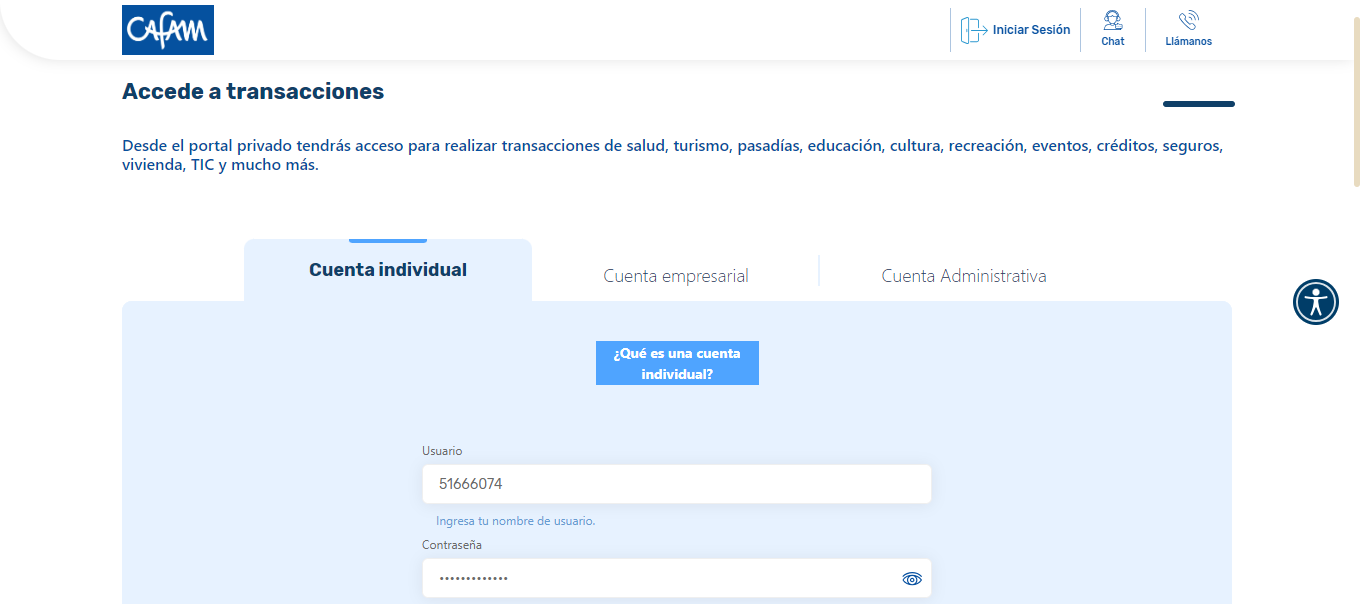 CAFAM
Iniciar Sesión
Chat
Llámanos
Accede a transacciones
Desde el portal privado tendrás acceso para realizar transacciones de salud, turismo, pasadías, educación, cultura, recreación, eventos, créditos, seguros,
vivienda, TIC y mucho más.
Cuenta individual
Cuenta empresarial
Cuenta Administrativa
¿Qué es una cuenta
individual?
Usuario
51666074
Ingresa tu nombre de usuario.
Contraseña
•••••••••••••